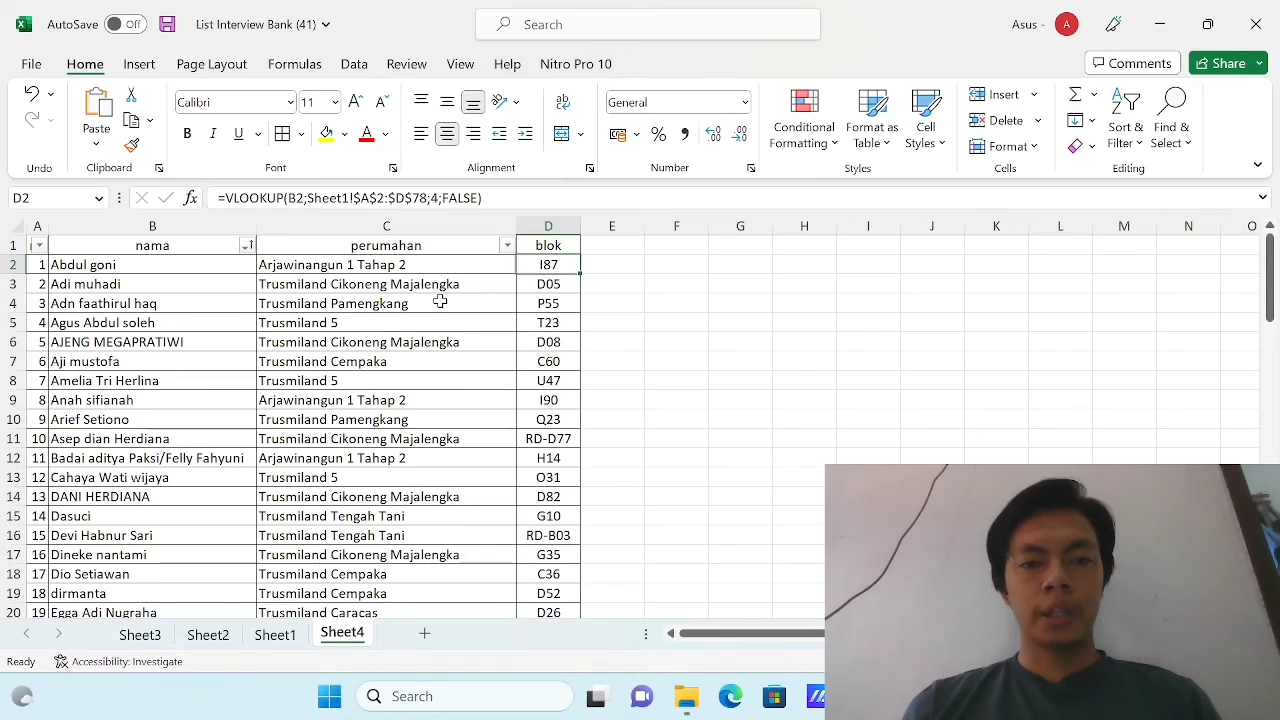 AutoSave Off List Interview Bank (41) Search Asus - A
File Home Insert Page Layout Formulas Data Review View Help Nitro Pro 10 Comments Share
Calibri 11 General Insert
Paste B I U % Conditional Formatting Format as Table Cell Styles Delete Sort & Filter Find & Select
Format
Undo Clipboard Font Alignment Number Styles Cells Editing
D2 fx =VLOOKUP(B2;Sheet1!$A$2:$D$78;4;FALSE)
A B C D E F G H I J K L M N O
1 nama perumahan blok
2 1 Abdul goni Arjawinangun 1 Tahap 2 I87
3 2 Adi muhadi Trusmiland Cikoneng Majalengka D05
4 3 Adn faathirul haq Trusmiland Pamengkang P55
5 4 Agus Abdul soleh Trusmiland 5 T23
6 5 AJENG MEGAPRATIWI Trusmiland Cikoneng Majalengka D08
7 6 Aji mustofa Trusmiland Cempaka C60
8 7 Amelia Tri Herlina Trusmiland 5 U47
9 8 Anah sifianah Arjawinangun 1 Tahap 2 I90
10 9 Arief Setiono Trusmiland Pamengkang Q23
11 10 Asep dian Herdiana Trusmiland Cikoneng Majalengka RD-D77
12 11 Badai aditya Paksi/Felly Fahyuni Arjawinangun 1 Tahap 2 H14
13 12 Cahaya Wati wijaya Trusmiland 5 O31
14 13 DANI HERDIANA Trusmiland Cikoneng Majalengka D82
15 14 Dasuci Trusmiland Tengah Tani G10
16 15 Devi Habnur Sari Trusmiland Tengah Tani RD-B03
17 16 Dineke nantami Trusmiland Cikoneng Majalengka G35
18 17 Dio Setiawan Trusmiland Cempaka C36
19 18 dirmanta Trusmiland Cempaka D52
20 19 Egga Adi Nugraha Trusmiland Caracas D26
Sheet3 Sheet2 Sheet1 Sheet4
Ready Accessibility: Investigate
Search